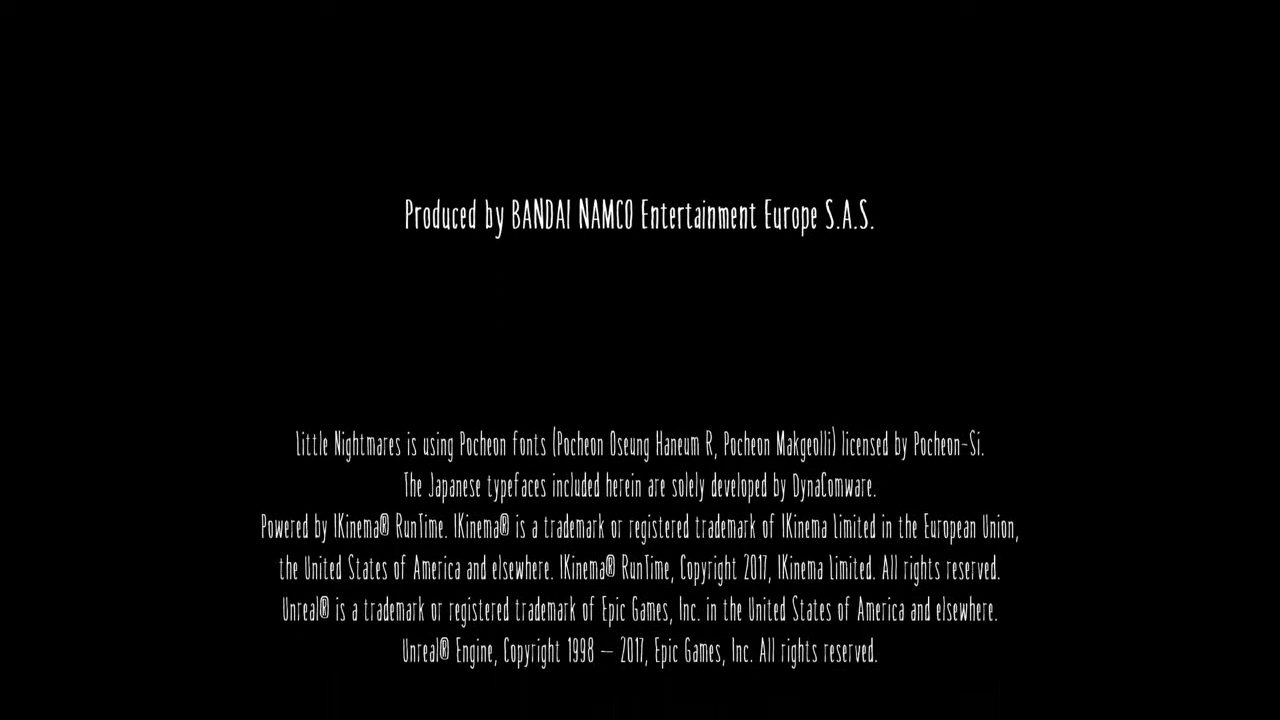 Produced by BANDAI NAMCO Entertainment Europe S.A.S.
Little Nightmares is using Pocheon fonts (Pocheon Oseung Haneum R, Pocheon Makgeolli) licensed by Pocheon-Si.
The Japanese typefaces included herein are solely developed by DynaComware.
Powered by IKinema® RunTime. IKinema® is a trademark or registered trademark of IKinema Limited in the European Union,
the United States of America and elsewhere. IKinema® RunTime, Copyright 2017, IKinema Limited. All rights reserved.
Unreal® is a trademark or registered trademark of Epic Games, Inc. in the United States of America and elsewhere.
Unreal® Engine, Copyright 1998 – 2017, Epic Games, Inc. All rights reserved.